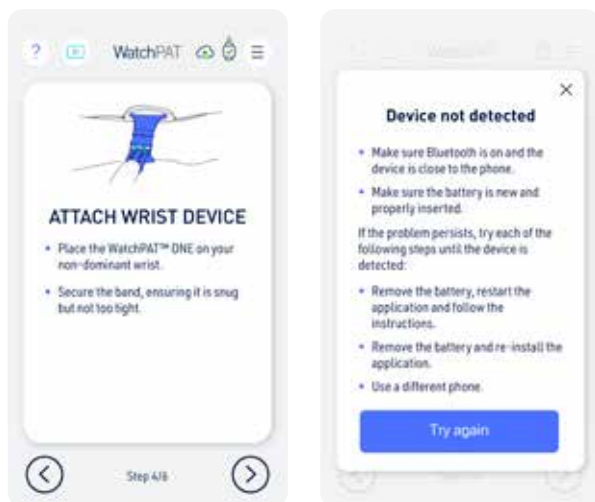 ?
WatchPAT
ATTACH WRIST DEVICE
• Place the WatchPAT™ ONE on your
non-dominant wrist.
• Secure the band, ensuring it is snug
but not too tight.
Step 4/6
Device not detected
• Make sure Bluetooth is on and the
device is close to the phone.
• Make sure the battery is new and
properly inserted.
If the problem persists, try each of the
following steps until the device is
detected:
• Remove the battery, restart the
application and follow the
instructions.
• Remove the battery and re-install the
application.
• Use a different phone.
Try again